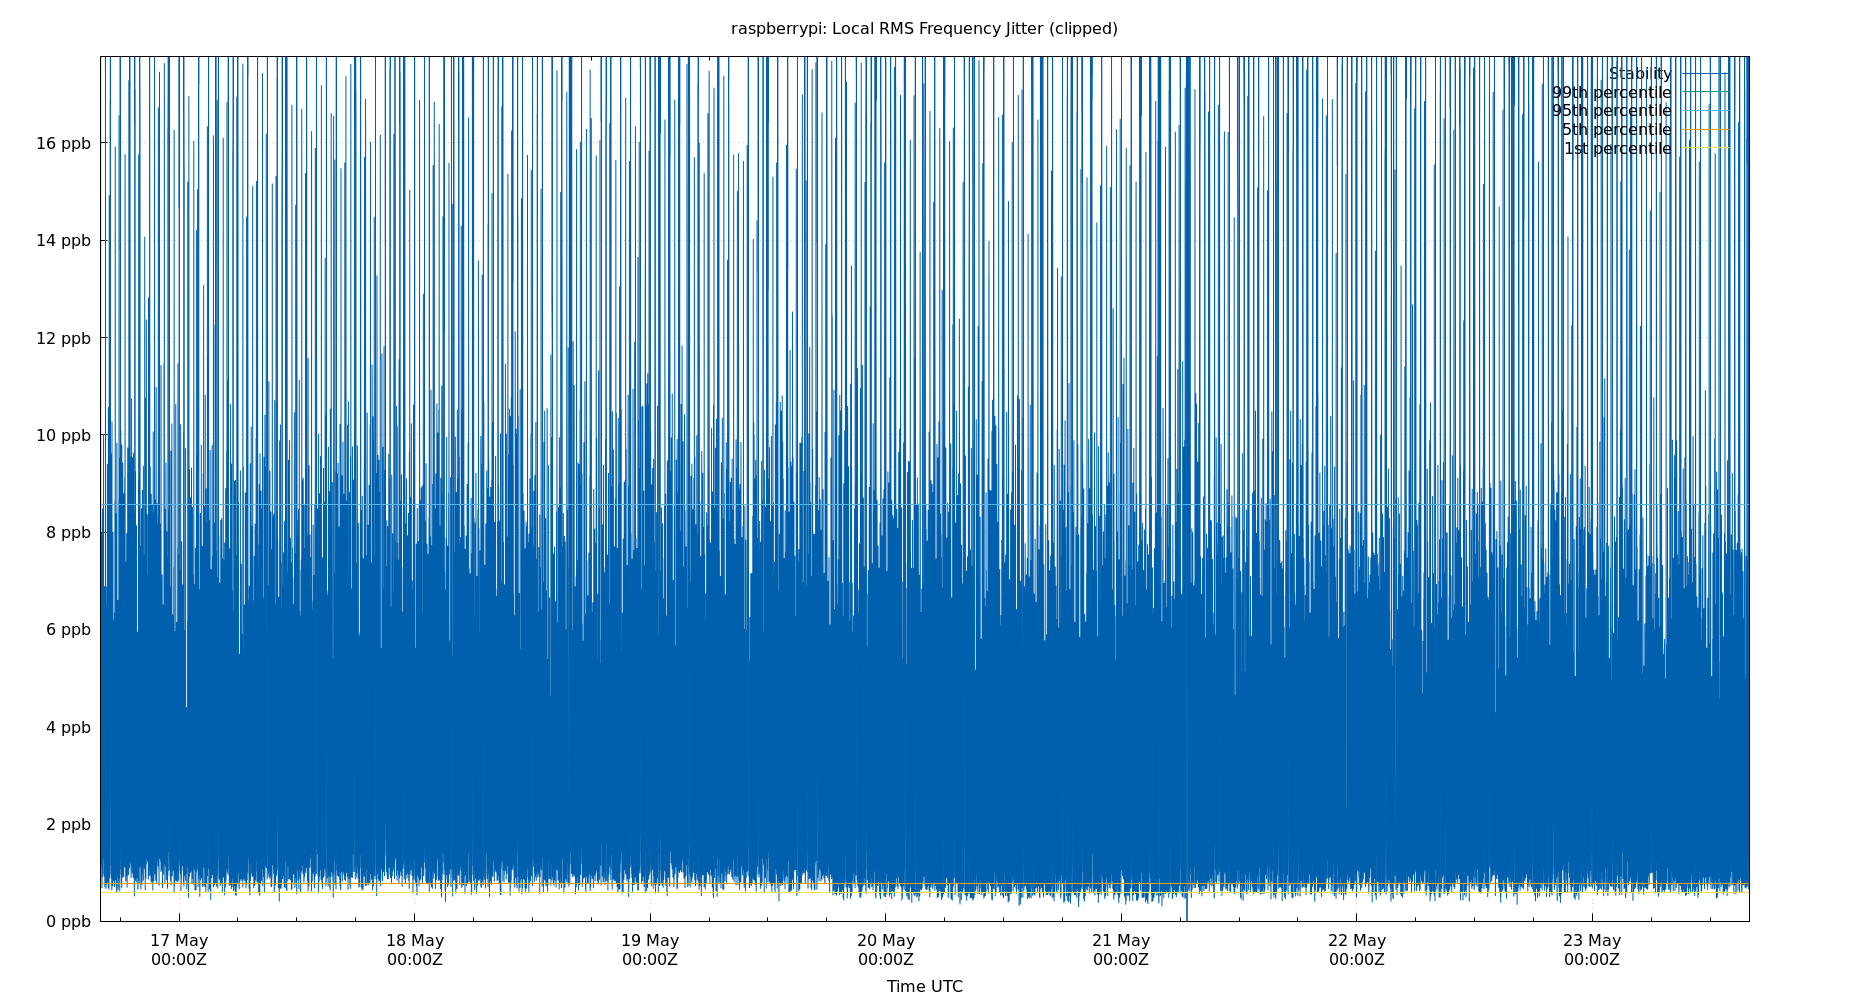 raspberrypi: Local RMS Frequency Jitter (clipped)
Stability
99th percentile
95th percentile
5th percentile
1st percentile
16 ppb
14 ppb
12 ppb
10 ppb
8 ppb
6 ppb
4 ppb
2 ppb
0 ppb
17 May 18 May 19 May 20 May 21 May 22 May 23 May
00:00Z 00:00Z 00:00Z 00:00Z 00:00Z 00:00Z 00:00Z
Time UTC